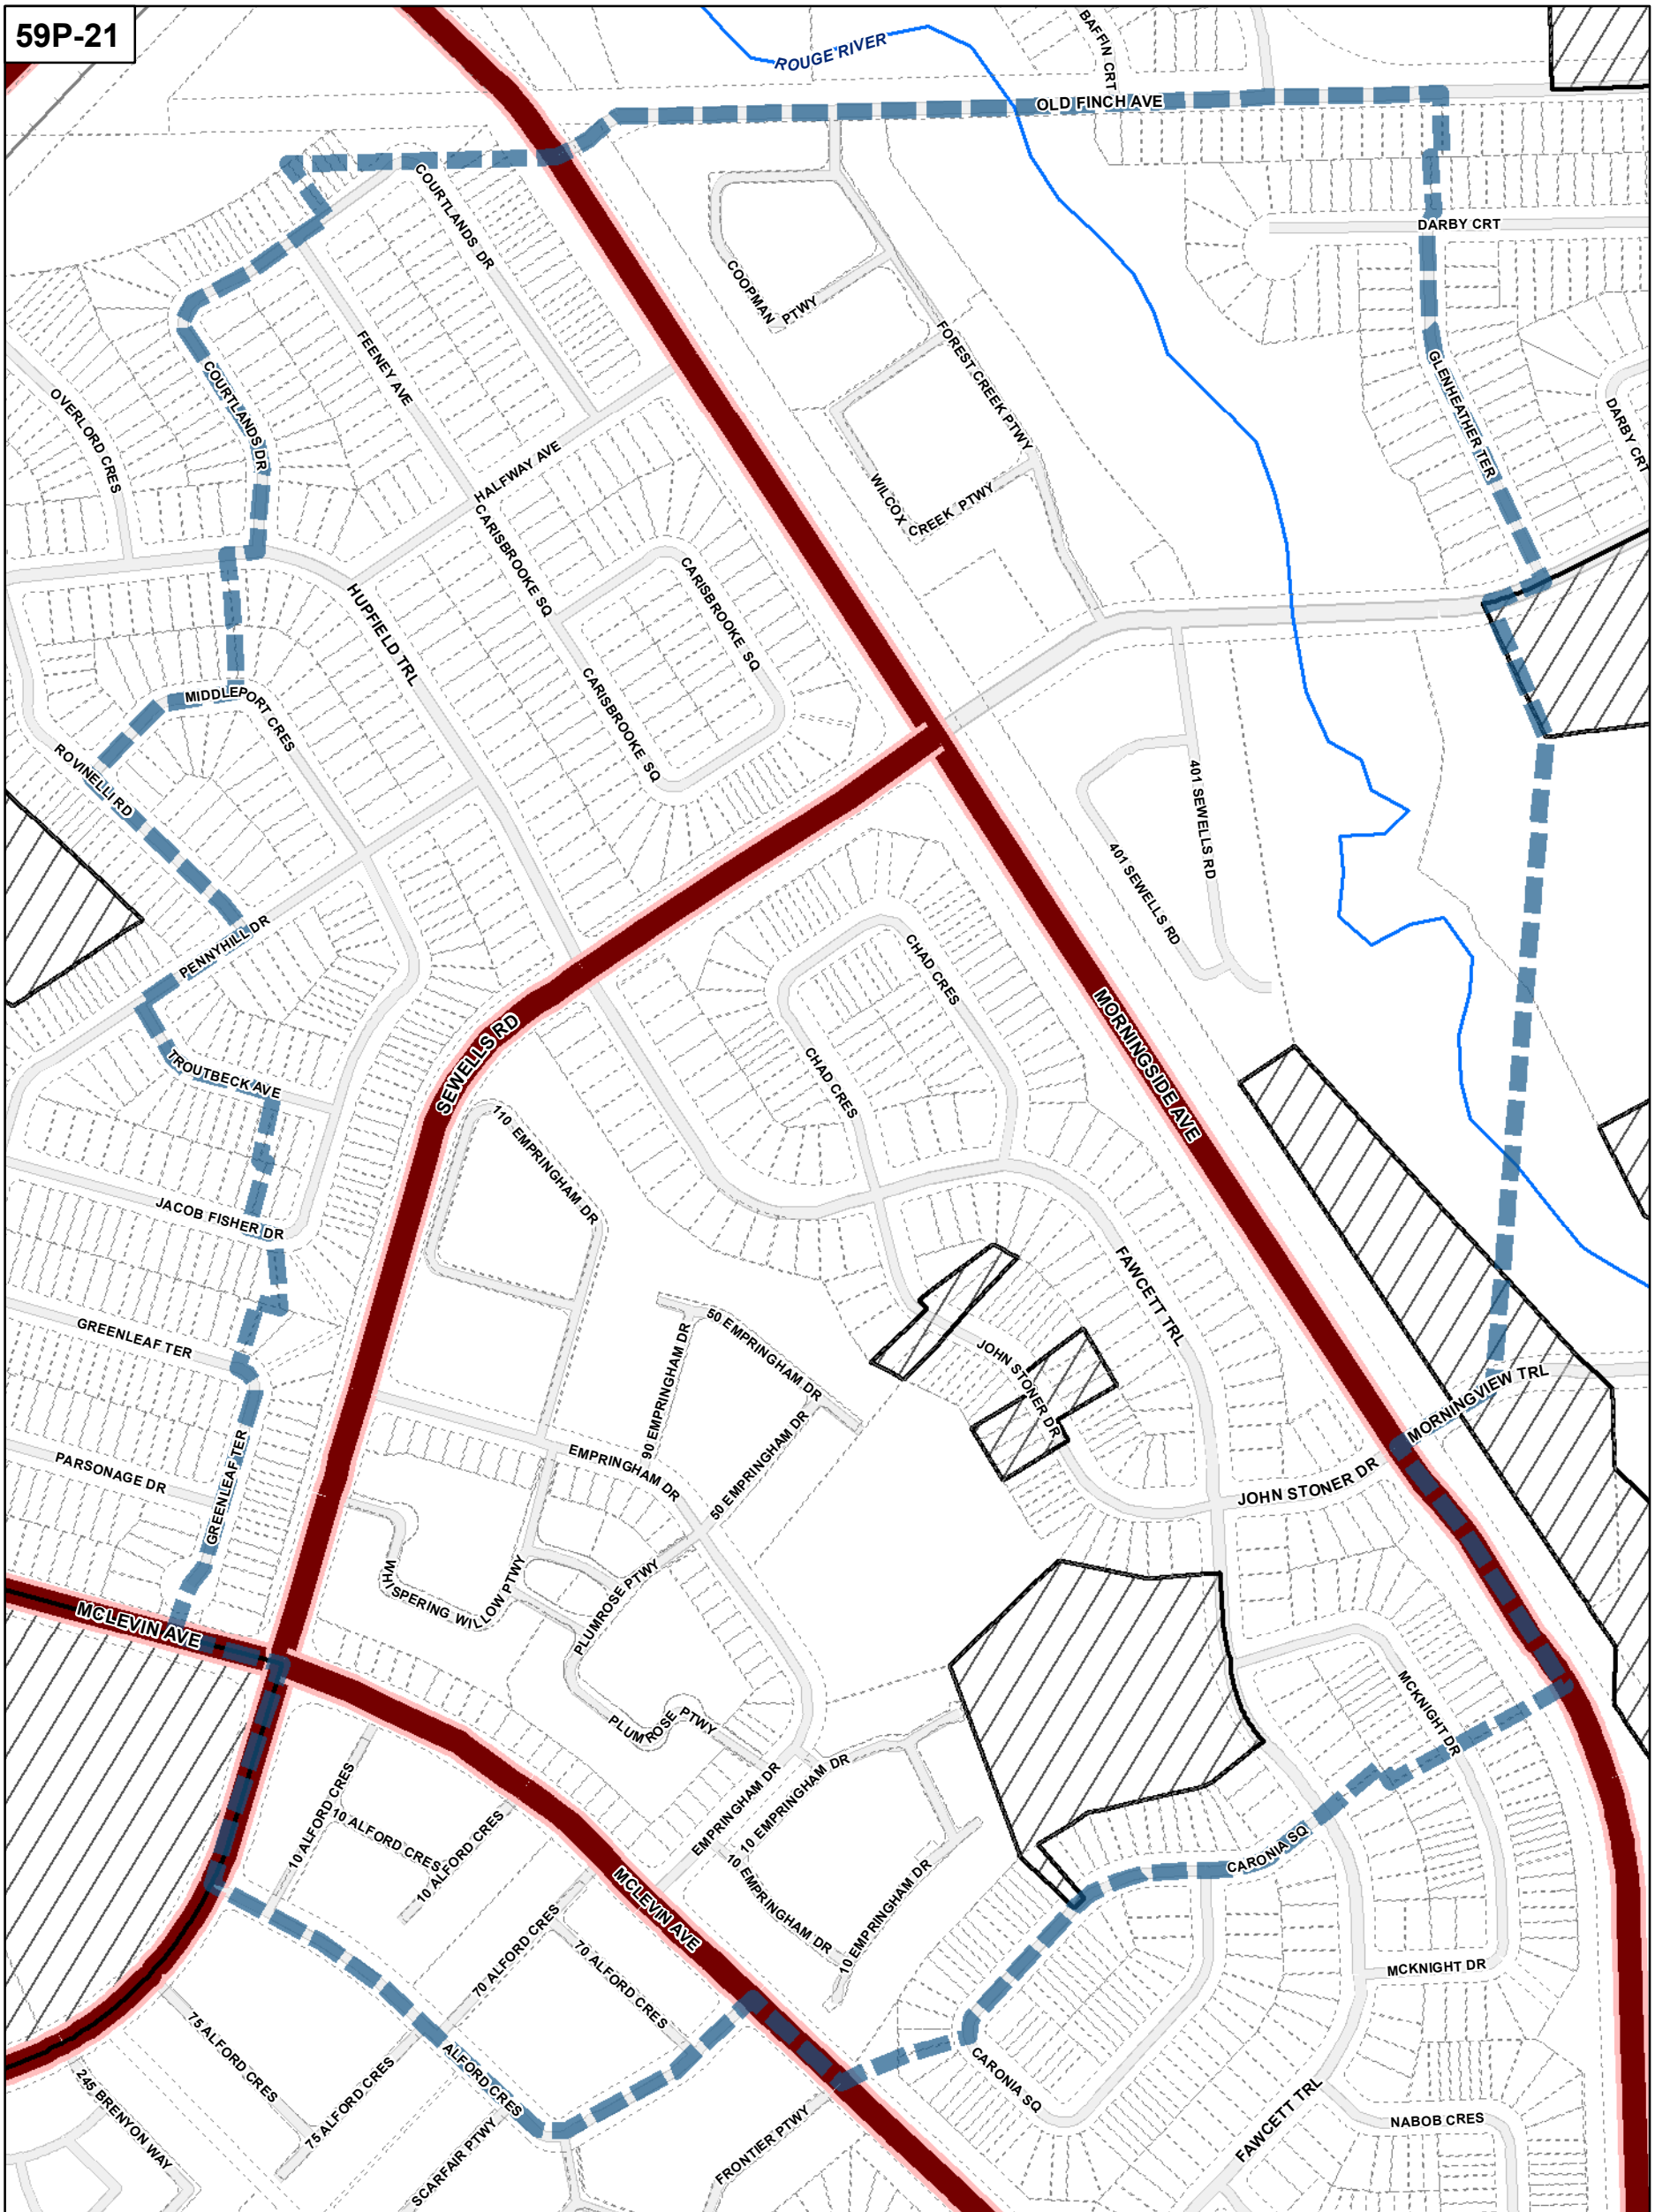 59P-21
ROUGE RIVER
BAFFIN CRT
OLD FINCH AVE
COURTLANDS DR
DARBY CRT
COOPMAN PTWY
FEENEY AVE
FOREST CREEK PTWY
COURTLANDS DR
GLENHEATHER TER
OVERLORD CRES
DARBY CRT
HALFWAY AVE
WILCOX CREEK PTWY
CARISBROOKE SQ
CARISBROOKE SQ
HUPFIELD TRL
MIDDLEPORT CRES
CARISBROOKE SQ
ROVINELLI RD
401 SEWELLS RD
401 SEWELLS RD
PENNYHILL DR
CHAD CRES
SEWELLS RD
MORNINGSIDE AVE
CHAD CRES
TROUTBECK AVE
110 EMPRINGHAM DR
JACOB FISHER DR
FAWCETT TRL
GREENLEAF TER
50 EMPRINGHAM DR
90 EMPRINGHAM DR
JOHN STONER DR
MORNINGVIEW TRL
50 EMPRINGHAM DR
EMPRINGHAM DR
PARSONAGE DR
GREENLEAF TER
JOHN STONER DR
WHISPERING WILLOW PTWY
PLUMROSE PTWY
MCLEVIN AVE
MCKNIGHT DR
PLUMROSE PTWY
EMPRINGHAM DR
10 EMPRINGHAM DR
10 ALFORD CRES
10 ALFORD CRES
10 ALFORD CRES
CARONIA SQ
10 EMPRINGHAM DR
10 EMPRINGHAM DR
MCLEVIN AVE
70 ALFORD CRES
70 ALFORD CRES
MCKNIGHT DR
75 ALFORD CRES
ALFORD CRES
CARONIA SQ
75 ALFORD CRES
245 BRENYON WAY
SCARFAIR PTWY
FRONTIER PTWY
FAWCETT TRL
NABOB CRES